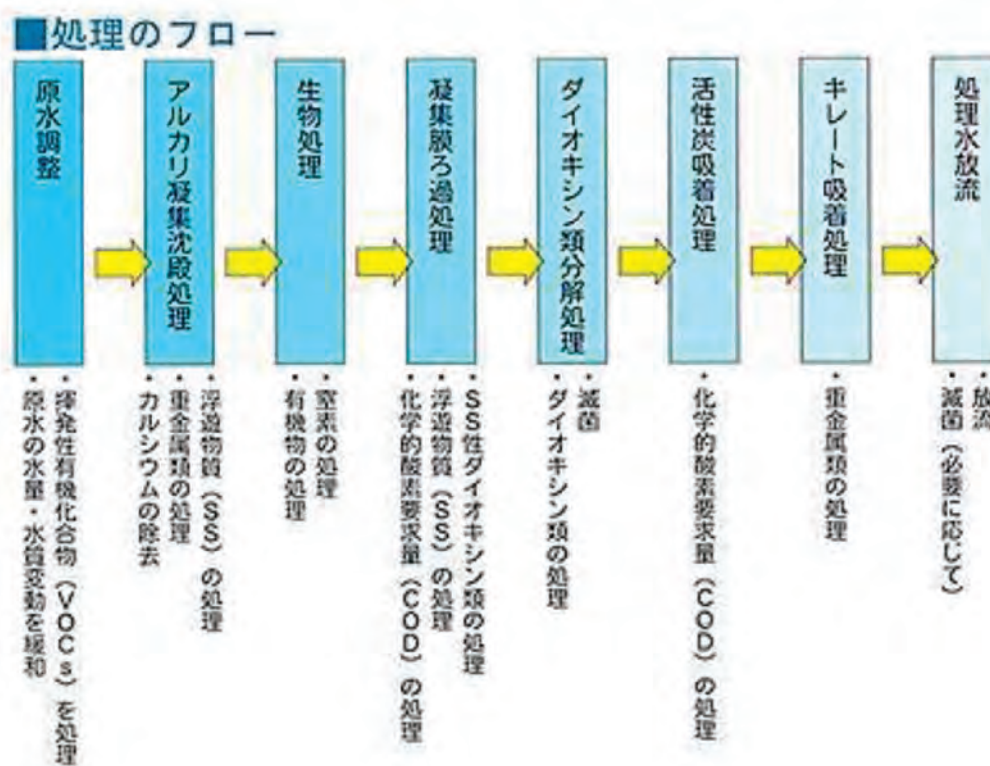 ■処理のフロー
原水調整
・揮発性有機化合物（VOCs）を処理
・原水の水量・水質変動を緩和
アルカリ凝集沈殿処理
・浮遊物質（SS）の処理
・重金属類の処理
・カルシウムの除去
生物処理
・窒素の処理
・有機物の処理
凝集膜ろ過処理
・SS性ダイオキシン類の処理
・浮遊物質（SS）の処理
・化学的酸素要求量（COD）の処理
ダイオキシン類分解処理
・滅菌
・ダイオキシン類の処理
活性炭吸着処理
・化学的酸素要求量（COD）の処理
キレート吸着処理
・重金属類の処理
処理水放流
・放流
・滅菌（必要に応じて）